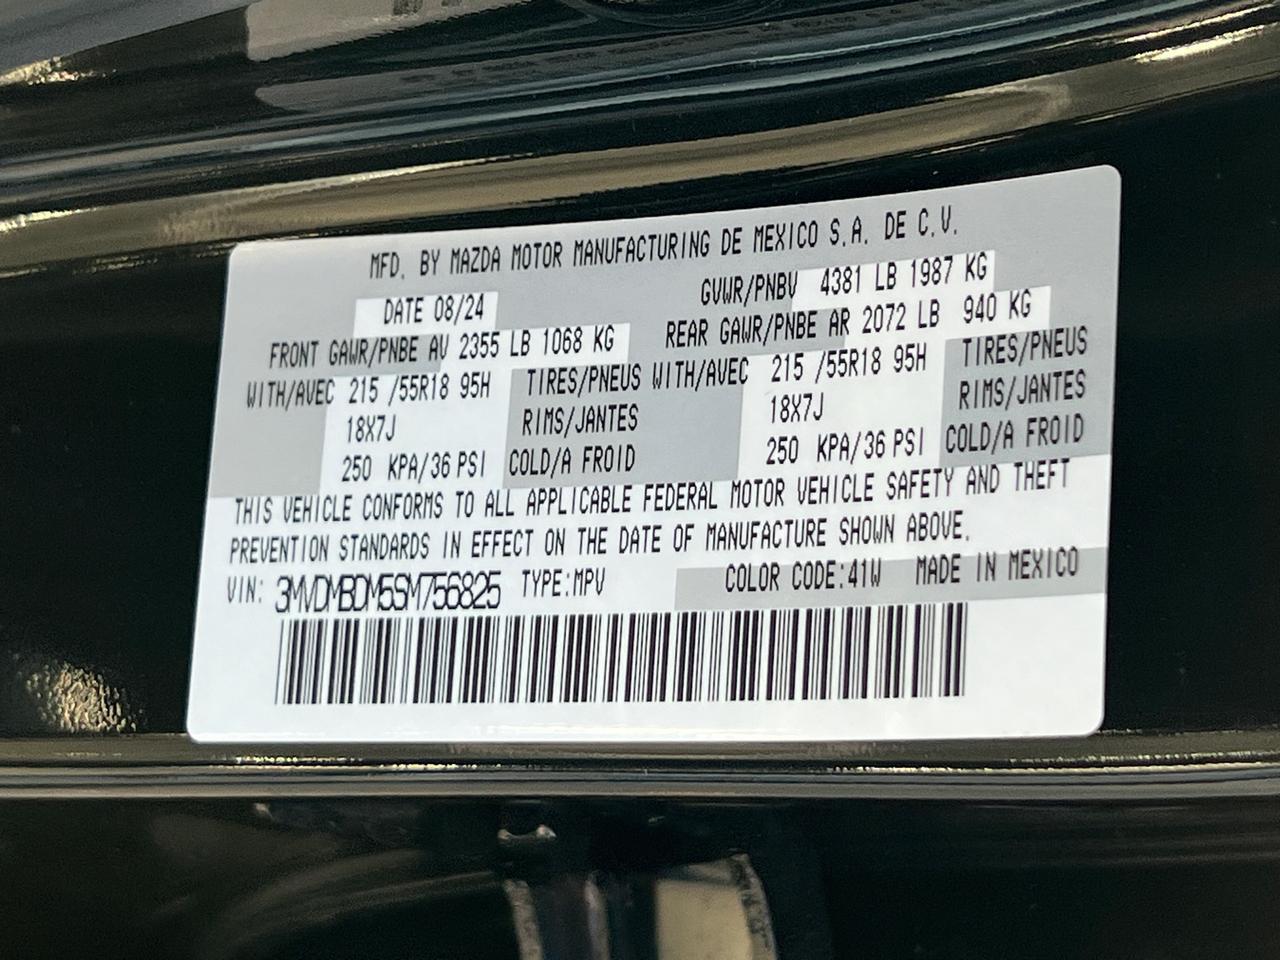 MFD. BY MAZDA MOTOR MANUFACTURING DE MEXICO S.A. DE C.V.
DATE 08/24 GVWR/PNBV 4381 LB 1987 KG
FRONT GAWR/PNBE AV 2355 LB 1068 KG REAR GAWR/PNBE AR 2072 LB 940 KG
WITH/AVEC 215 /55R18 95H TIRES/PNEUS WITH/AVEC 215 /55R18 95H TIRES/PNEUS
18X7J RIMS/JANTES 18X7J RIMS/JANTES
250 KPA/36 PSI COLD/A FROID 250 KPA/36 PSI COLD/A FROID
THIS VEHICLE CONFORMS TO ALL APPLICABLE FEDERAL MOTOR VEHICLE SAFETY AND THEFT
PREVENTION STANDARDS IN EFFECT ON THE DATE OF MANUFACTURE SHOWN ABOVE.
VIN: 3MVDMBDM5SM756825 TYPE:MPV COLOR CODE:41W MADE IN MEXICO